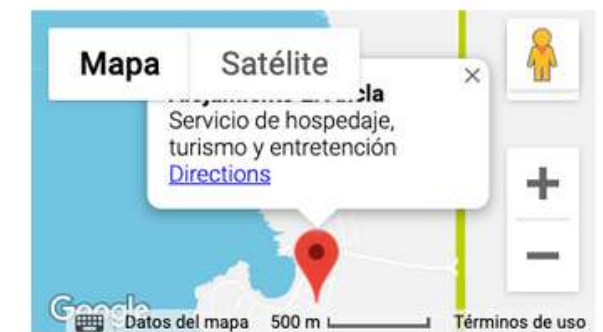 Mapa Satélite
Servicio de hospedaje,
turismo y entretención
Directions
Google
Datos del mapa 500 m Términos de uso